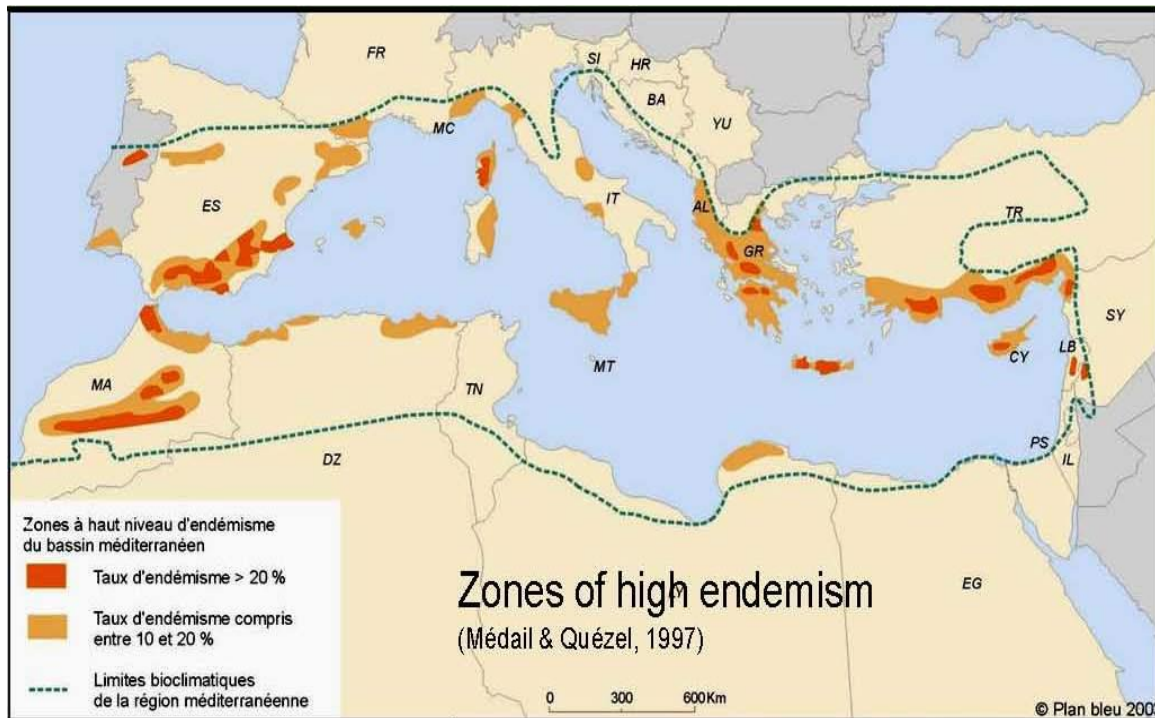 FR
SI
HR
BA
YU
MC
ES
IT
AL
GR
TR
SY
LB
CY
MT
MA
TN
DZ
PS
IL
EG
Zones à haut niveau d'endémisme
du bassin méditerranéen
Taux d'endémisme > 20 %
Taux d'endémisme compris
entre 10 et 20 %
Limites bioclimatiques
de la région méditerranéenne
Zones of high endemism
(Médail & Quézel, 1997)
0 300 600 Km
© Plan bleu